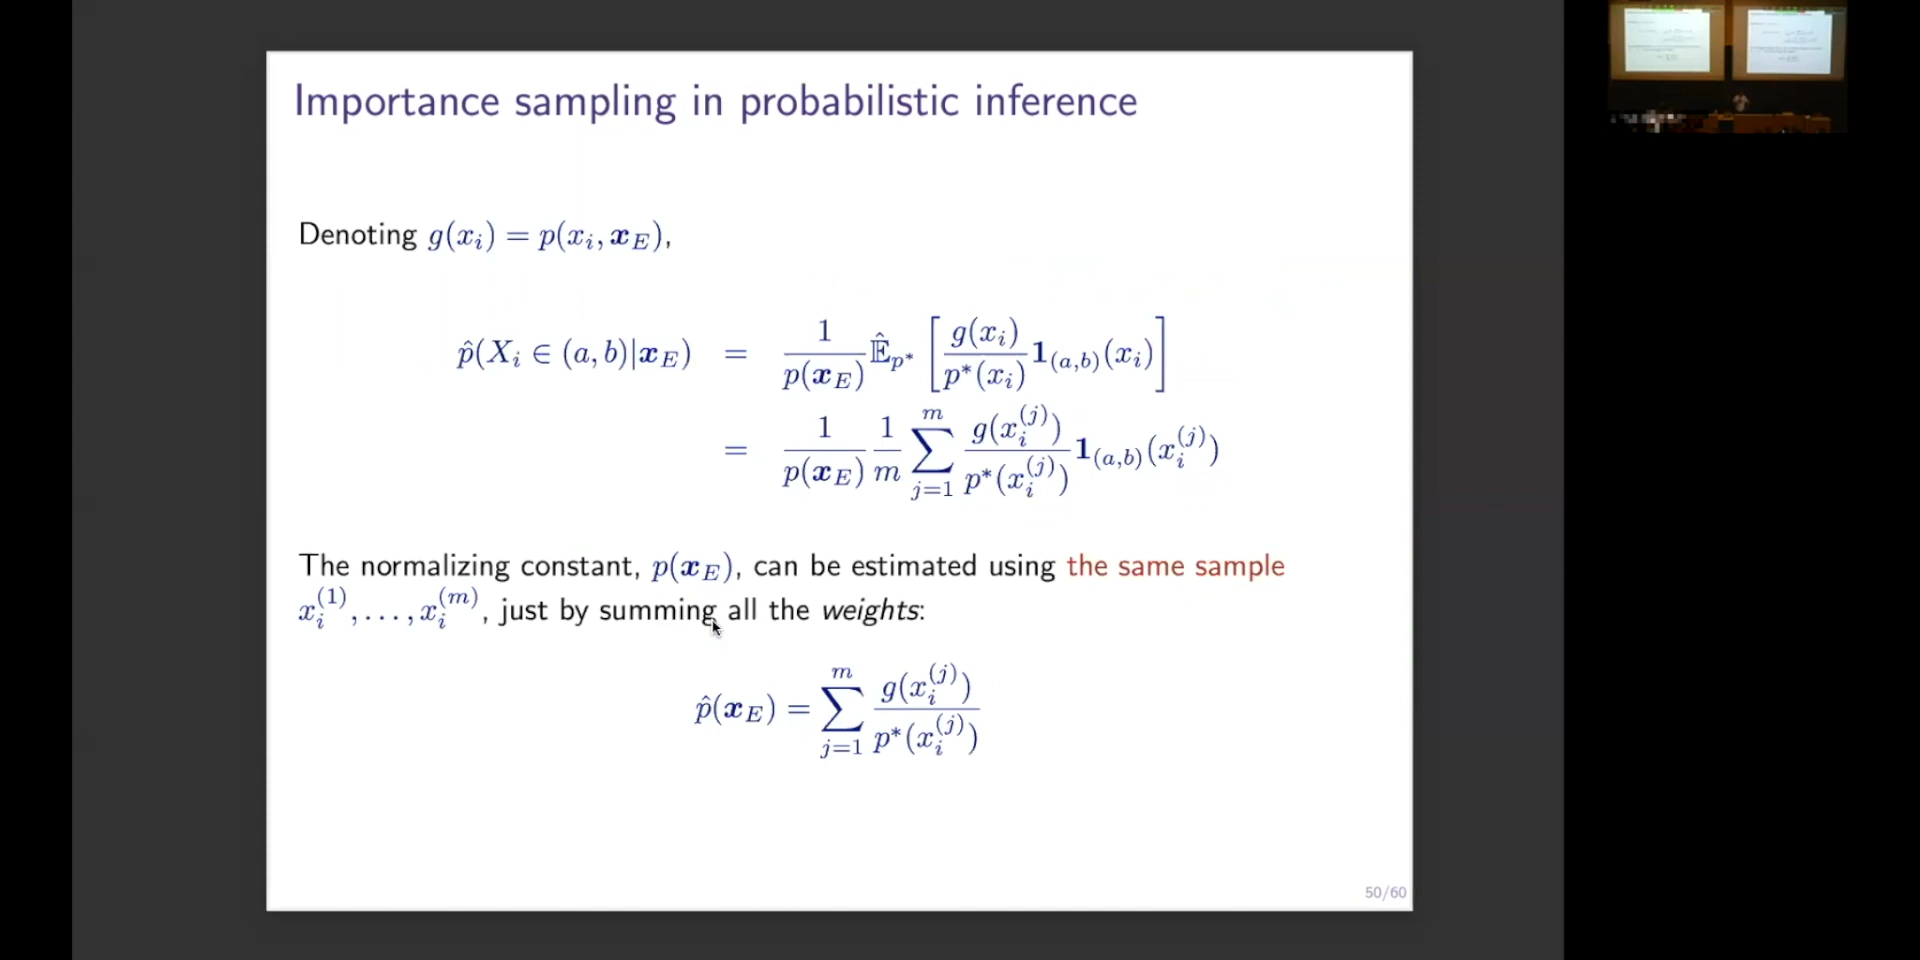 Importance sampling in probabilistic inference
Denoting g(x_i) = p(x_i, x_E),
p̂(X_i ∈ (a, b)|x_E) = 1/p(x_E) Ê_{p*} [ g(x_i)/p*(x_i) 1_{(a,b)}(x_i) ]
= 1/p(x_E) 1/m ∑_{j=1}^{m} g(x_i^{(j)})/p*(x_i^{(j)}) 1_{(a,b)}(x_i^{(j)})
The normalizing constant, p(x_E), can be estimated using the same sample
x_i^{(1)}, . . . , x_i^{(m)}, just by summing all the weights:
p̂(x_E) = ∑_{j=1}^{m} g(x_i^{(j)})/p*(x_i^{(j)})
50/60